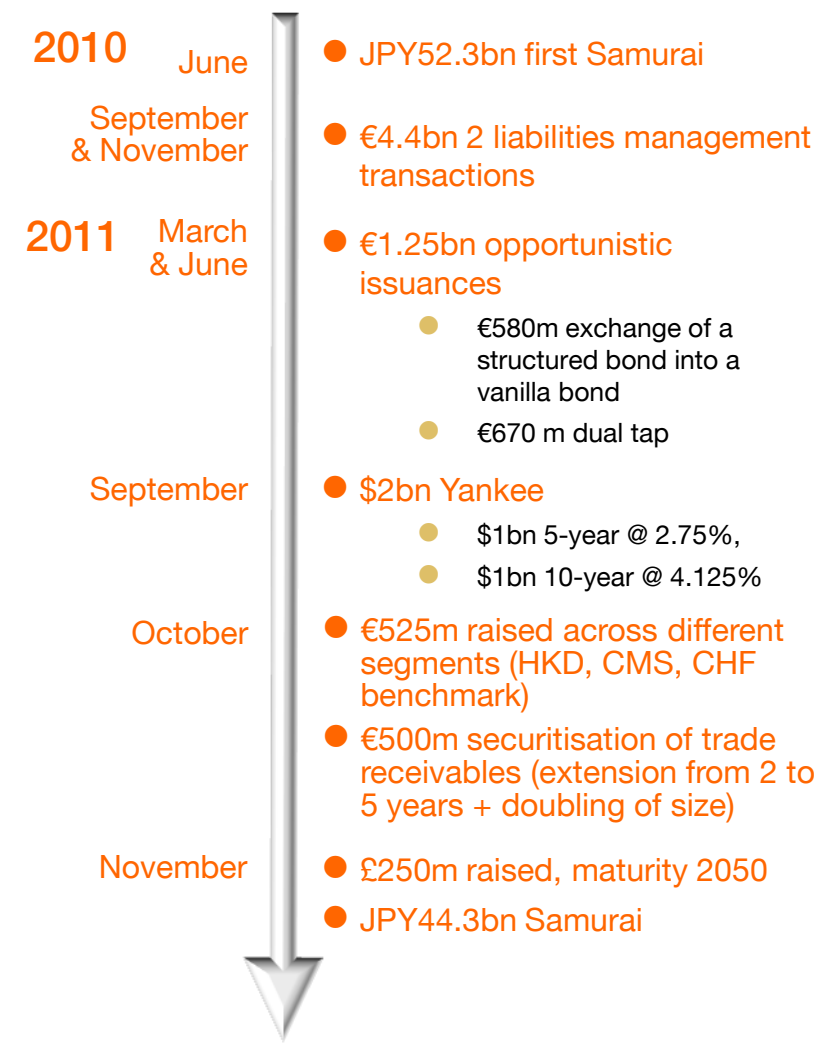 2010
June
● JPY52.3bn first Samurai
September
& November
● €4.4bn 2 liabilities management
transactions
2011
March
& June
● €1.25bn opportunistic
issuances
● €580m exchange of a
structured bond into a
vanilla bond
● €670 m dual tap
September
● $2bn Yankee
● $1bn 5-year @ 2.75%,
● $1bn 10-year @ 4.125%
October
● €525m raised across different
segments (HKD, CMS, CHF
benchmark)
● €500m securitisation of trade
receivables (extension from 2 to
5 years + doubling of size)
November
● £250m raised, maturity 2050
● JPY44.3bn Samurai